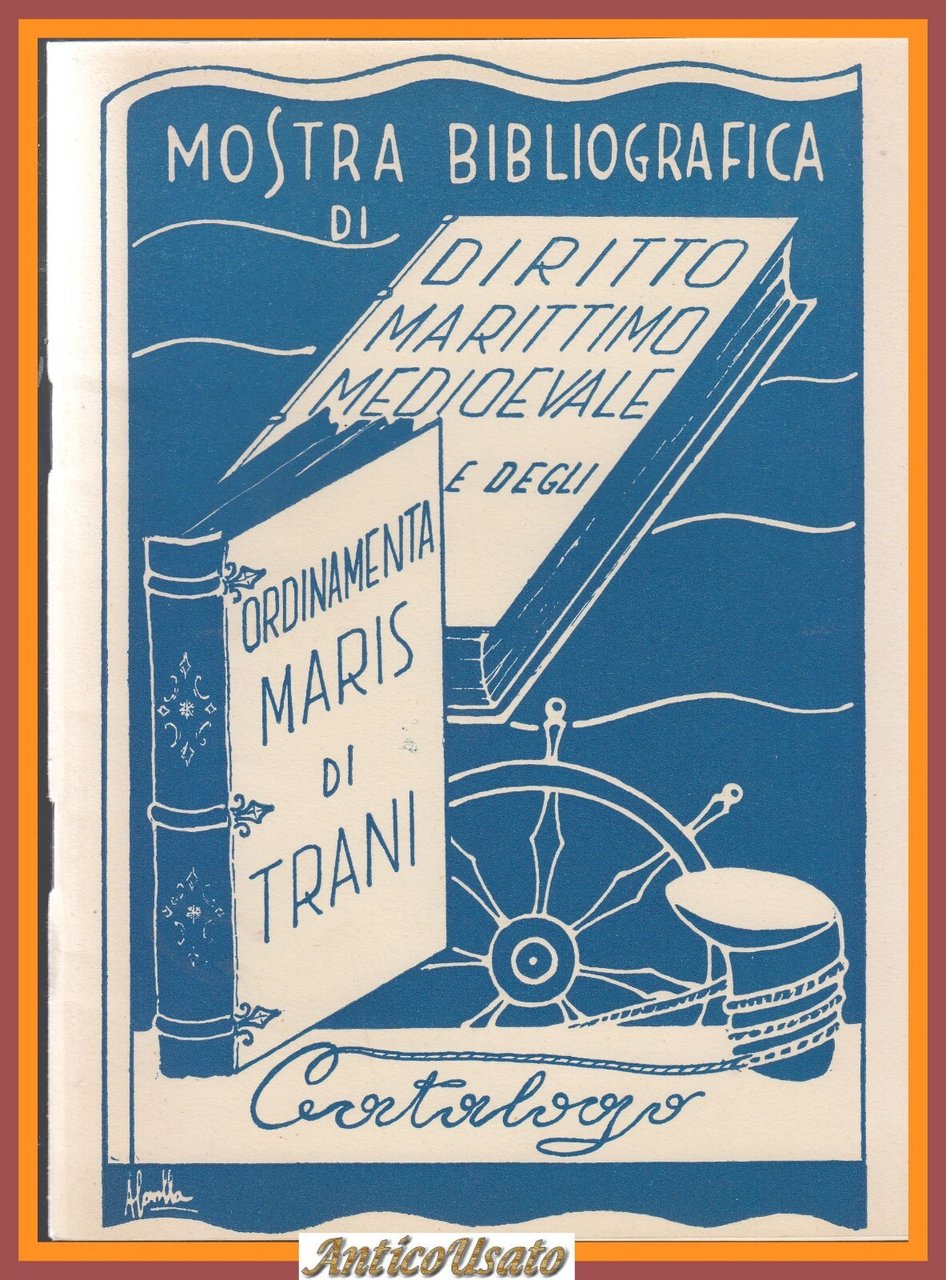 MOSTRA BIBLIOGRAFICA
DI
DIRITTO
MARITTIMO
MEDIOEVALE
E DEGLI
ORDINAMENTA
MARIS
DI
TRANI
Catalogo
AnticoUsato